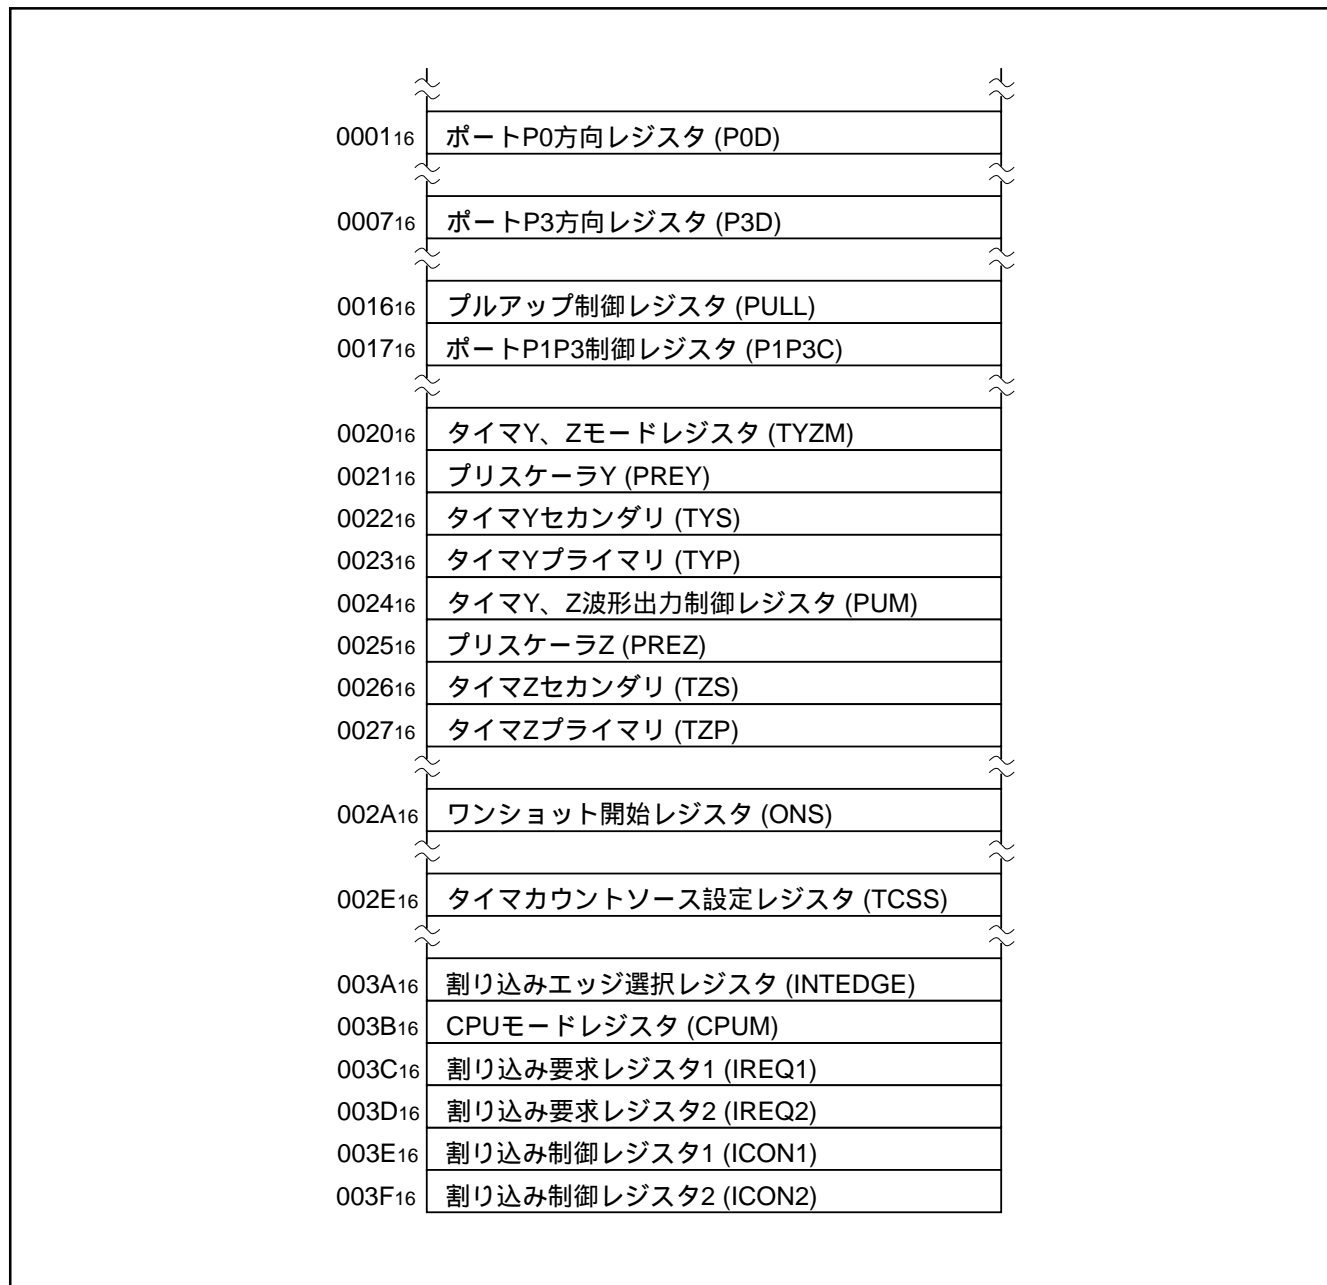 000116 ポートP0方向レジスタ (P0D)
000716 ポートP3方向レジスタ (P3D)
001616 プルアップ制御レジスタ (PULL)
001716 ポートP1P3制御レジスタ (P1P3C)
002016 タイマY、Zモードレジスタ (TYZM)
002116 プリスケーラY (PREY)
002216 タイマYセカンダリ (TYS)
002316 タイマYプライマリ (TYP)
002416 タイマY、Z波形出力制御レジスタ (PUM)
002516 プリスケーラZ (PREZ)
002616 タイマZセカンダリ (TZS)
002716 タイマZプライマリ (TZP)
002A16 ワンショット開始レジスタ (ONS)
002E16 タイマカウントソース設定レジスタ (TCSS)
003A16 割り込みエッジ選択レジスタ (INTEDGE)
003B16 CPUモードレジスタ (CPUM)
003C16 割り込み要求レジスタ1 (IREQ1)
003D16 割り込み要求レジスタ2 (IREQ2)
003E16 割り込み制御レジスタ1 (ICON1)
003F16 割り込み制御レジスタ2 (ICON2)